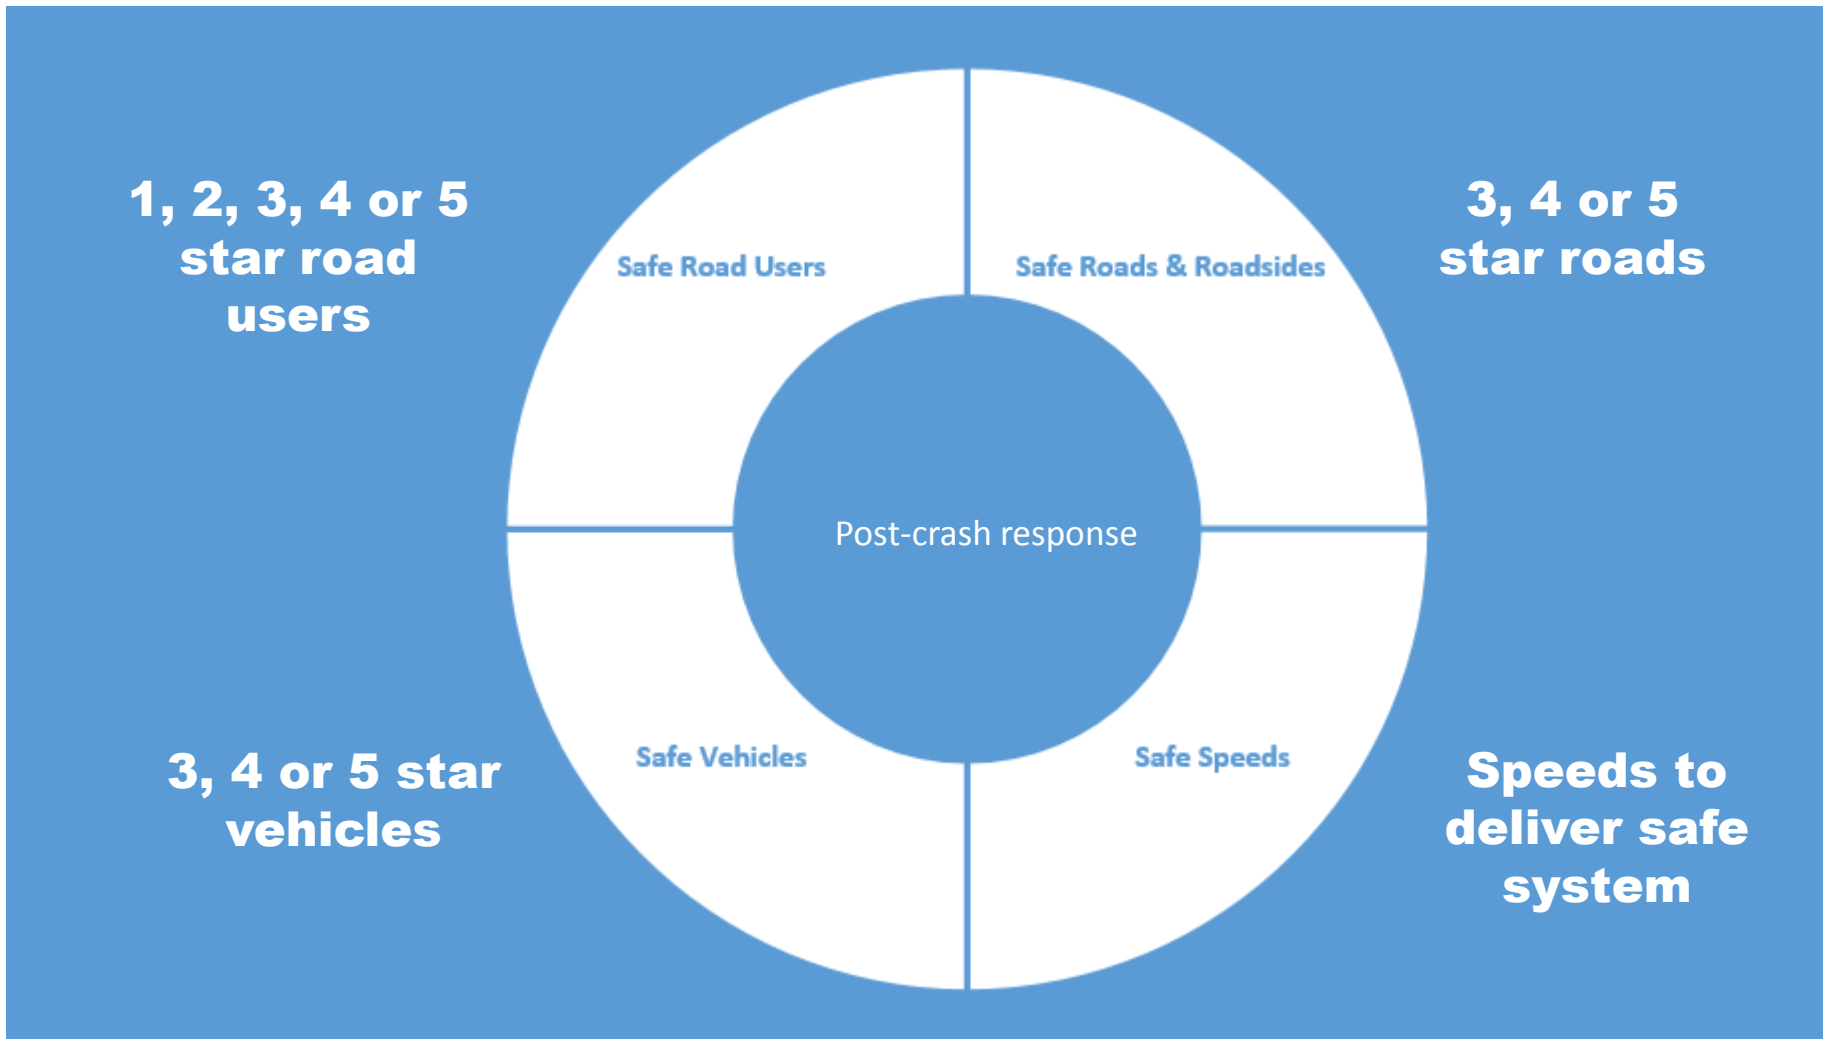 1, 2, 3, 4 or 5
star road
users
Safe Road Users
Safe Roads & Roadsides
3, 4 or 5
star roads
Post-crash response
3, 4 or 5 star
vehicles
Safe Vehicles
Safe Speeds
Speeds to
deliver safe
system